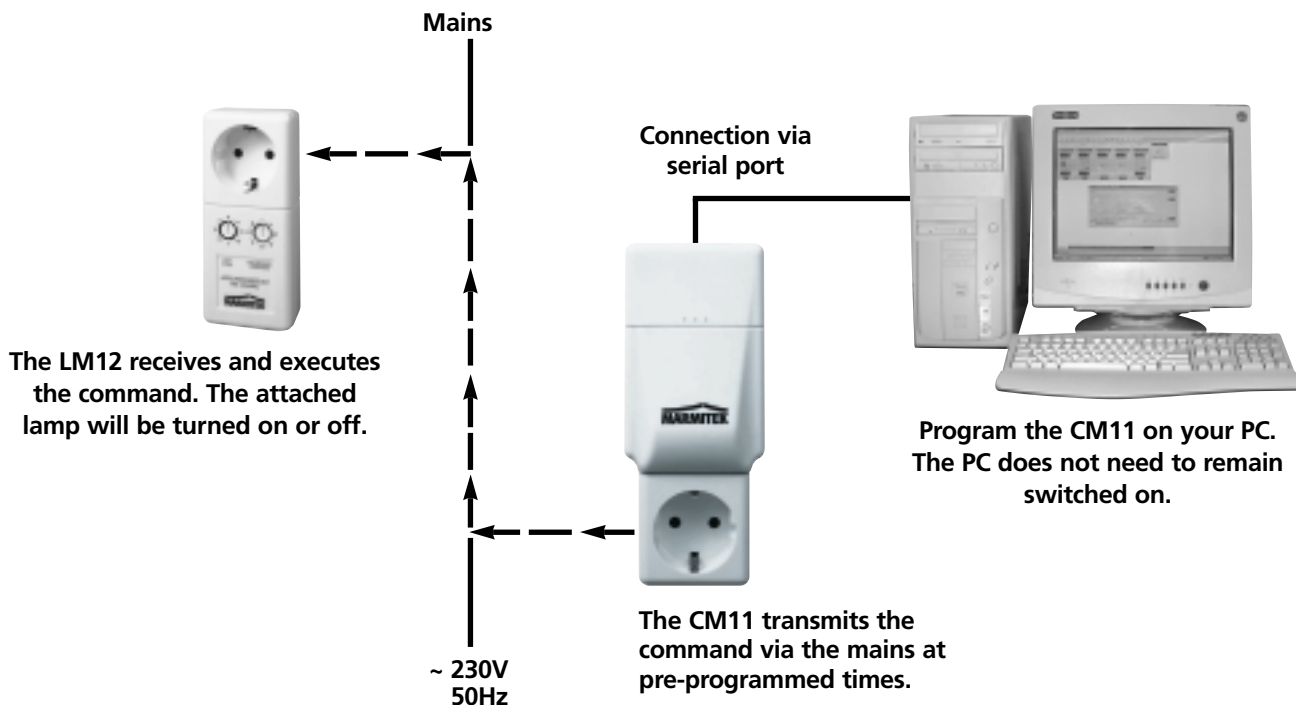 Mains
Connection via
serial port
The LM12 receives and executes
the command. The attached
lamp will be turned on or off.
MARMITEK
Program the CM11 on your PC.
The PC does not need to remain
switched on.
The CM11 transmits the
command via the mains at
pre-programmed times.
~ 230V
50Hz